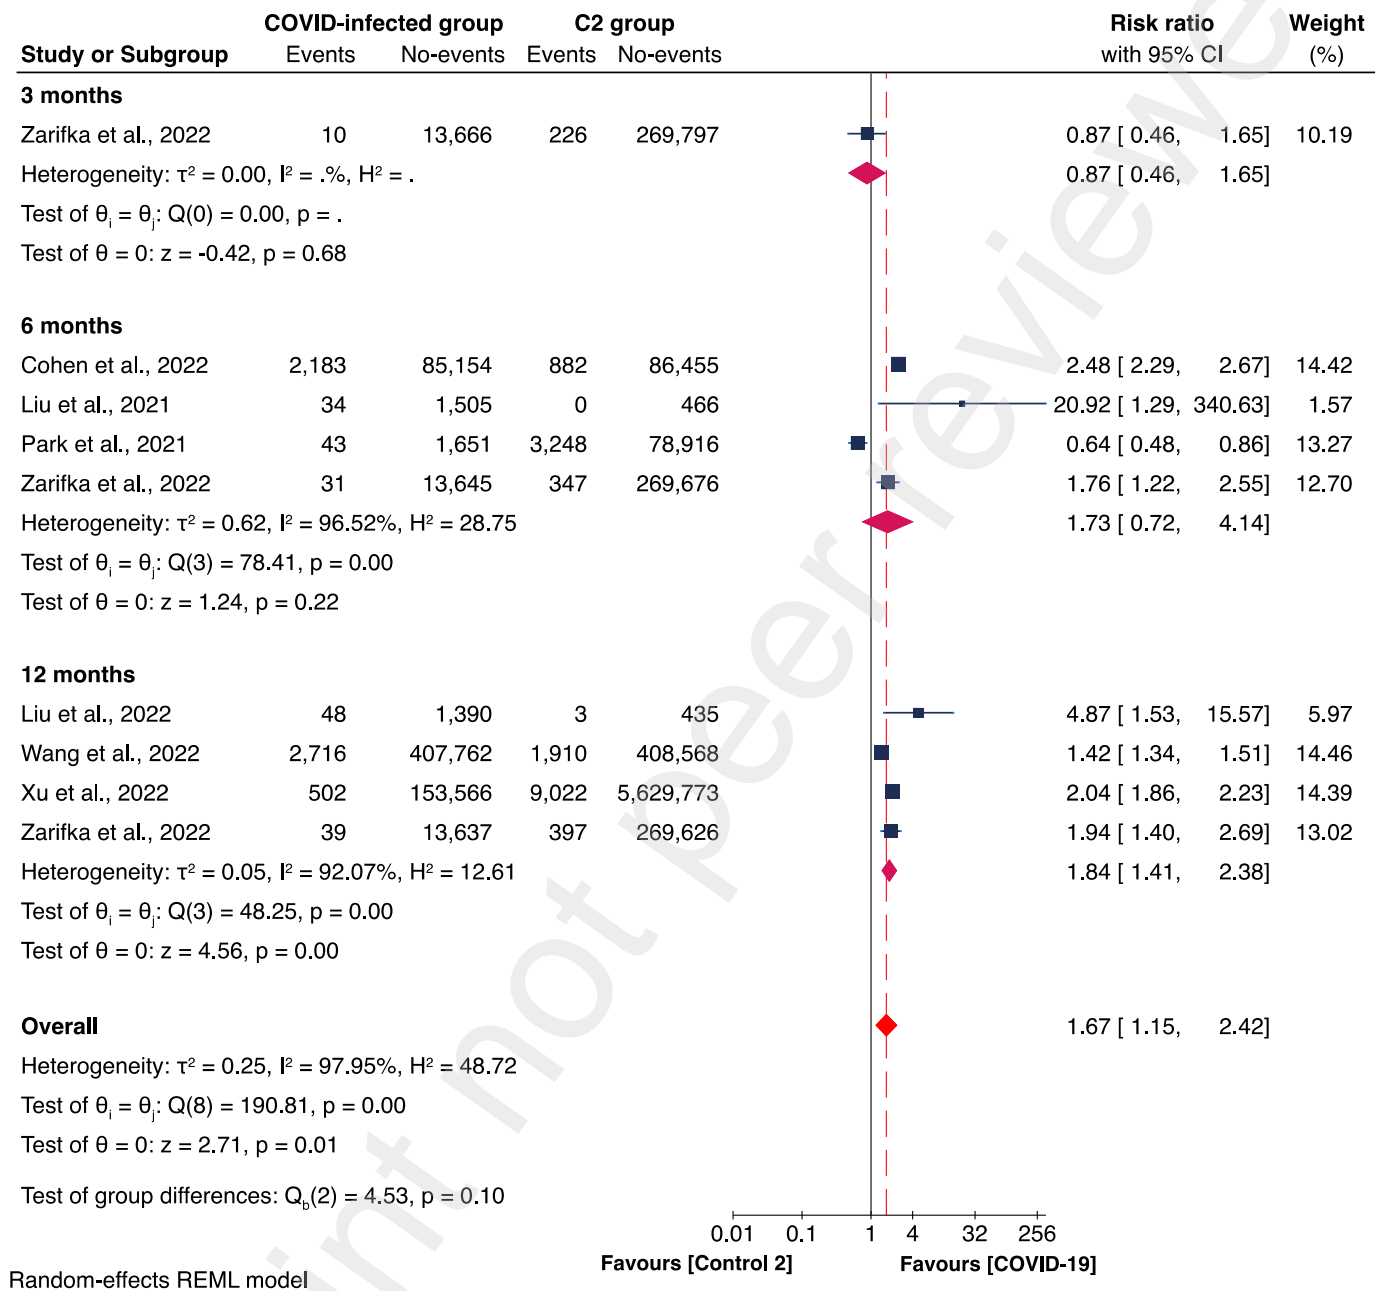 COVID-infected group C2 group Risk ratio Weight
Study or Subgroup Events No-events Events No-events with 95% CI (%)
3 months
Zarifka et al., 2022 10 13,666 226 269,797 0.87 [ 0.46, 1.65] 10.19
Heterogeneity: τ² = 0.00, I² = .%, H² = . 0.87 [ 0.46, 1.65]
Test of θᵢ = θⱼ: Q(0) = 0.00, p = .
Test of θ = 0: z = -0.42, p = 0.68
6 months
Cohen et al., 2022 2,183 85,154 882 86,455 2.48 [ 2.29, 2.67] 14.42
Liu et al., 2021 34 1,505 0 466 20.92 [ 1.29, 340.63] 1.57
Park et al., 2021 43 1,651 3,248 78,916 0.64 [ 0.48, 0.86] 13.27
Zarifka et al., 2022 31 13,645 347 269,676 1.76 [ 1.22, 2.55] 12.70
Heterogeneity: τ² = 0.62, I² = 96.52%, H² = 28.75 1.73 [ 0.72, 4.14]
Test of θᵢ = θⱼ: Q(3) = 78.41, p = 0.00
Test of θ = 0: z = 1.24, p = 0.22
12 months
Liu et al., 2022 48 1,390 3 435 4.87 [ 1.53, 15.57] 5.97
Wang et al., 2022 2,716 407,762 1,910 408,568 1.42 [ 1.34, 1.51] 14.46
Xu et al., 2022 502 153,566 9,022 5,629,773 2.04 [ 1.86, 2.23] 14.39
Zarifka et al., 2022 39 13,637 397 269,626 1.94 [ 1.40, 2.69] 13.02
Heterogeneity: τ² = 0.05, I² = 92.07%, H² = 12.61 1.84 [ 1.41, 2.38]
Test of θᵢ = θⱼ: Q(3) = 48.25, p = 0.00
Test of θ = 0: z = 4.56, p = 0.00
Overall 1.67 [ 1.15, 2.42]
Heterogeneity: τ² = 0.25, I² = 97.95%, H² = 48.72
Test of θᵢ = θⱼ: Q(8) = 190.81, p = 0.00
Test of θ = 0: z = 2.71, p = 0.01
Test of group differences: Q_b(2) = 4.53, p = 0.10
0.01 0.1 1 4 32 256
Favours [Control 2] Favours [COVID-19]
Random-effects REML model
int not peer reviewe